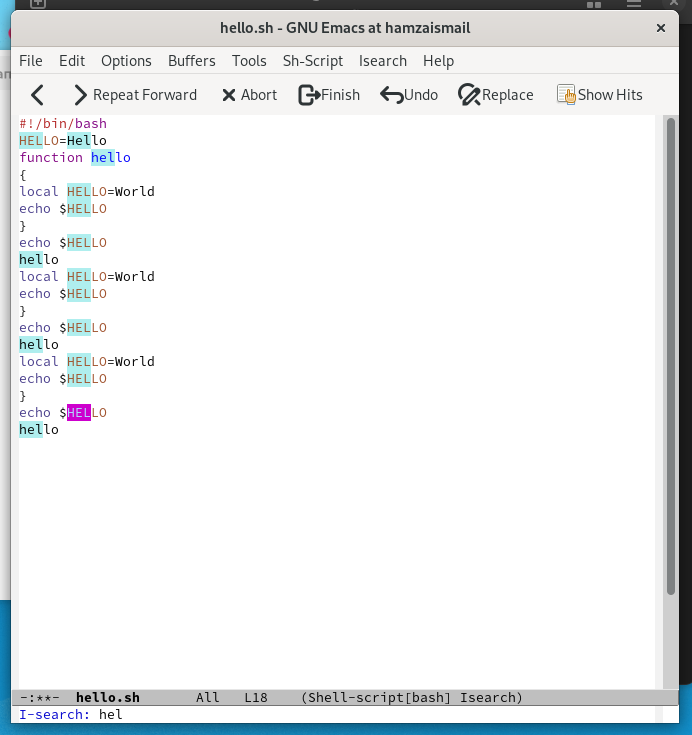 hello.sh - GNU Emacs at hamzaismail
File Edit Options Buffers Tools Sh-Script Isearch Help
Repeat Forward Abort Finish Undo Replace Show Hits
#!/bin/bash
HELLO=Hello
function hello
{
local HELLO=World
echo $HELLO
}
echo $HELLO
hello
local HELLO=World
echo $HELLO
}
echo $HELLO
hello
local HELLO=World
echo $HELLO
}
echo $HELLO
hello
-:**- hello.sh All L18 (Shell-script[bash] Isearch)
I-search: hel